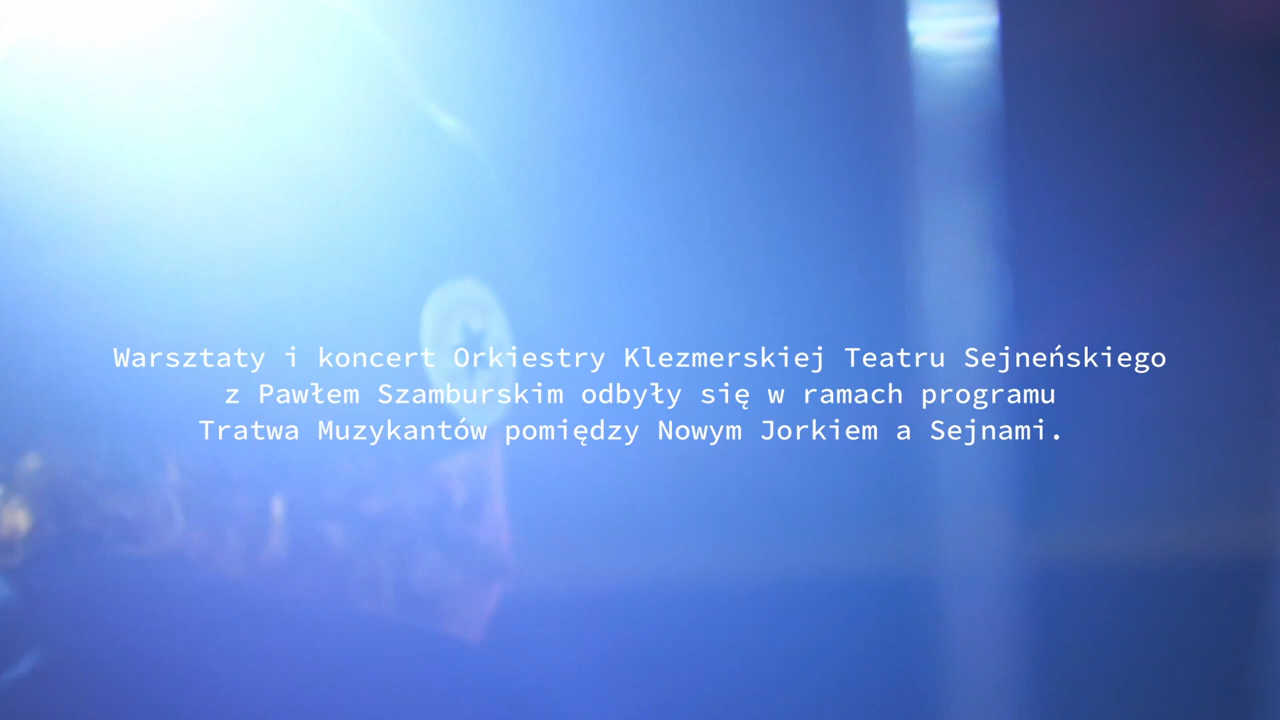 Warsztaty i koncert Orkiestry Klezmerskiej Teatru Sejneńskiego
z Pawłem Szamburskim odbyły się w ramach programu
Tratwa Muzykantów pomiędzy Nowym Jorkiem a Sejnami.